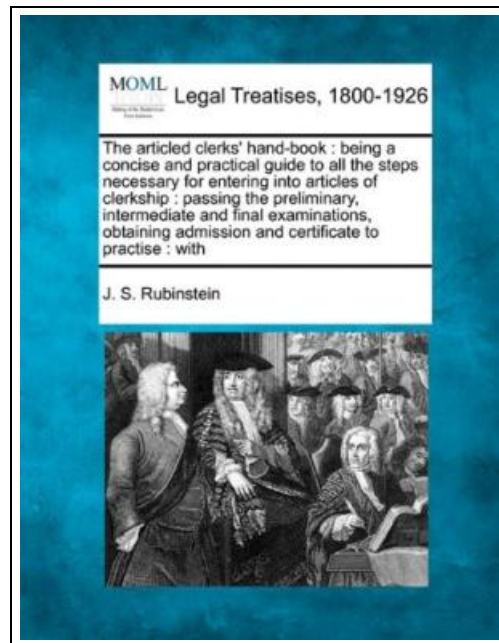 MOML
Legal Treatises, 1800-1926
The articled clerks' hand-book : being a
concise and practical guide to all the steps
necessary for entering into articles of
clerkship : passing the preliminary,
intermediate and final examinations,
obtaining admission and certificate to
practise : with
J. S. Rubinstein